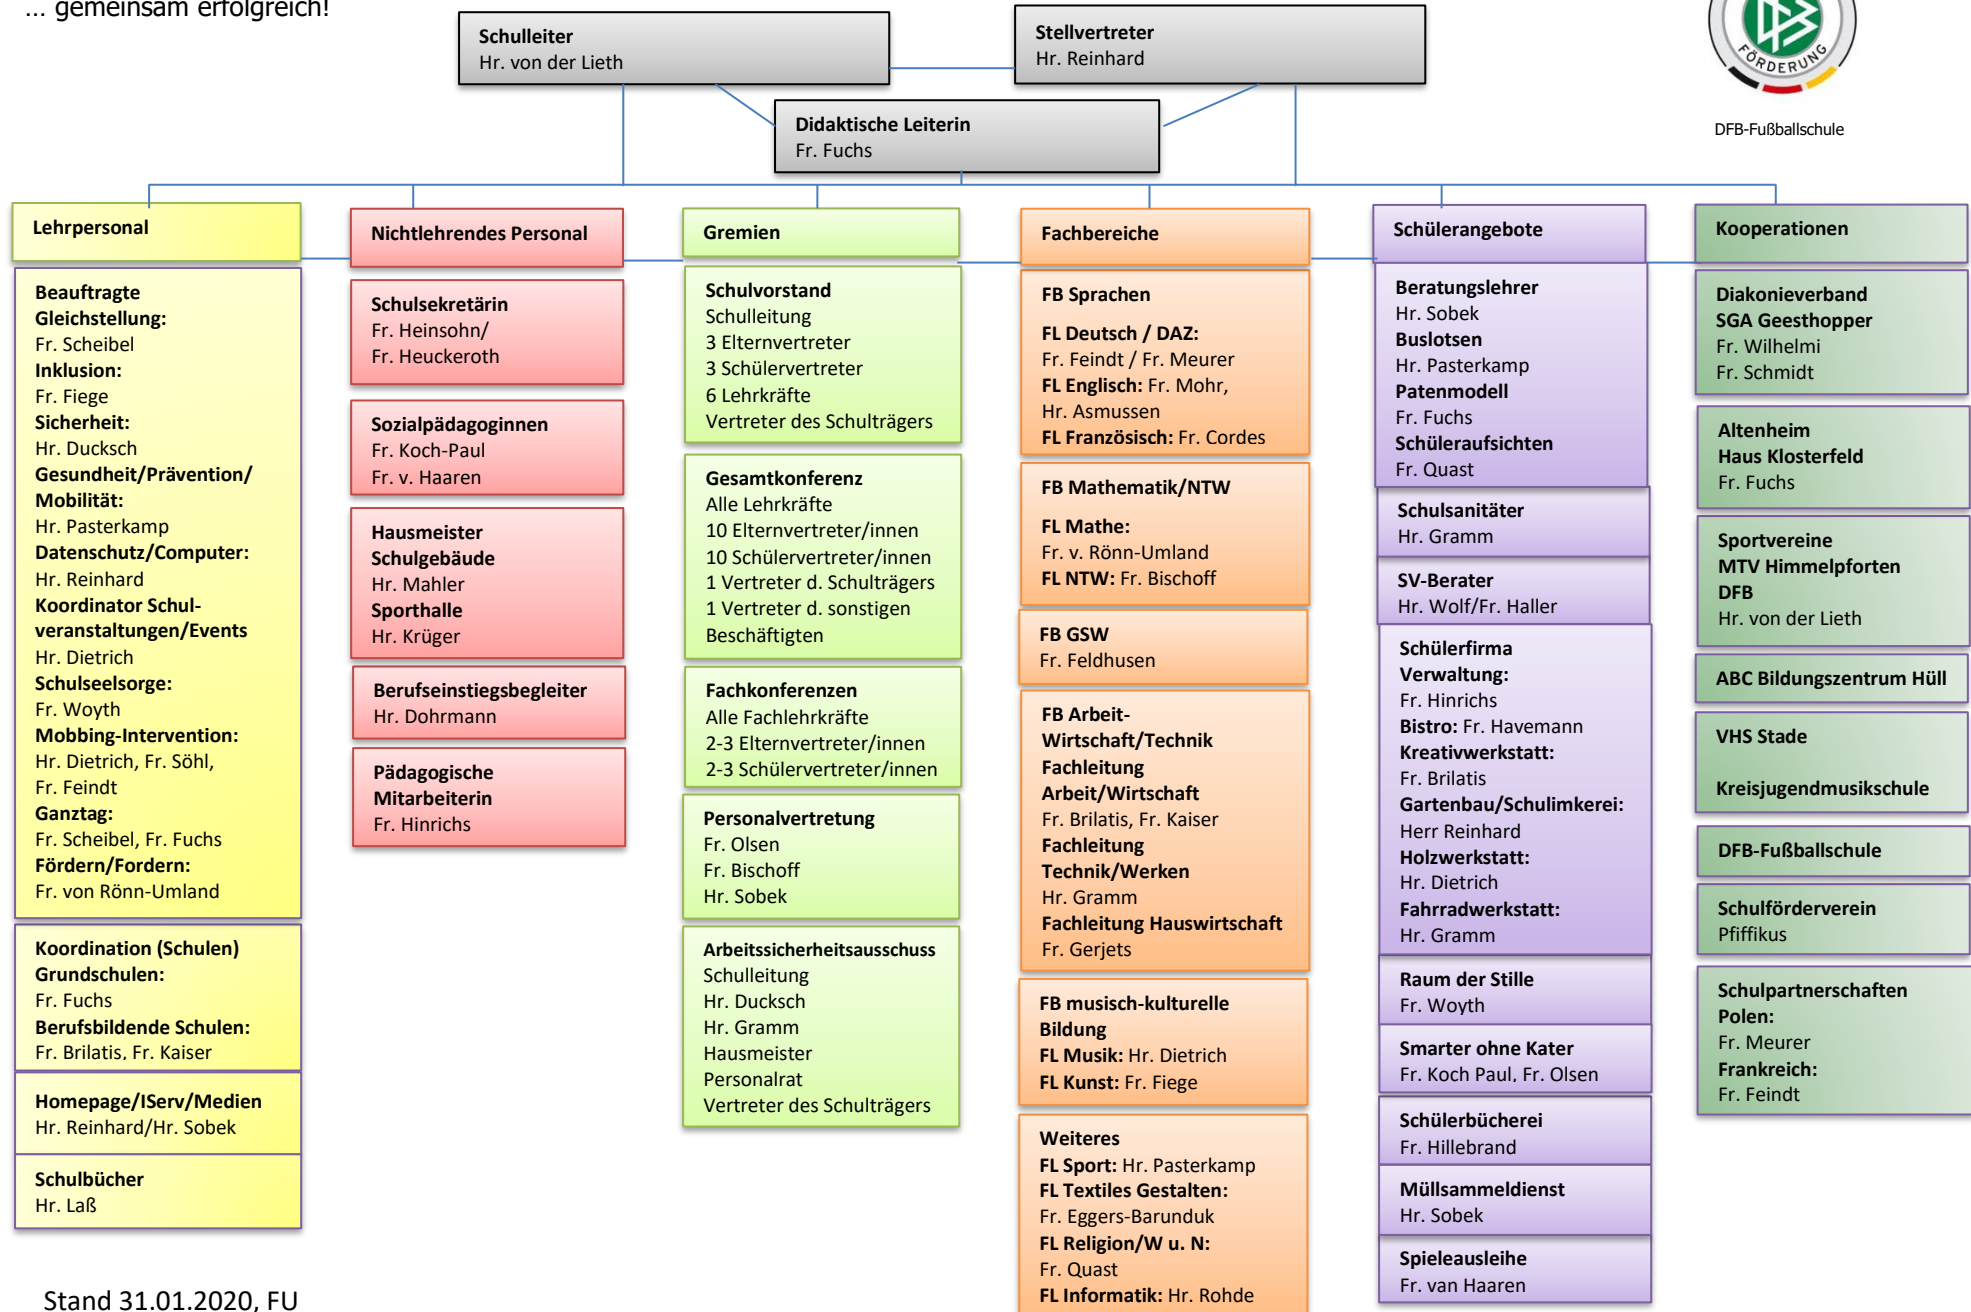 ... gemeinsam erfolgreich!
Schulleiter
Hr. von der Lieth
Stellvertreter
Hr. Reinhard
Didaktische Leiterin
Fr. Fuchs
FÖRDERUNG
DFB-Fußballschule
Lehrpersonal
Beauftragte
Gleichstellung:
Fr. Scheibel
Inklusion:
Fr. Fiege
Sicherheit:
Hr. Ducksch
Gesundheit/Prävention/
Mobilität:
Hr. Pasterkamp
Datenschutz/Computer:
Hr. Reinhard
Koordinator Schul-
veranstaltungen/Events
Hr. Dietrich
Schulseelsorge:
Fr. Woyth
Mobbing-Intervention:
Hr. Dietrich, Fr. Söhl,
Fr. Feindt
Ganztag:
Fr. Scheibel, Fr. Fuchs
Fördern/Fordern:
Fr. von Rönn-Umland
Koordination (Schulen)
Grundschulen:
Fr. Fuchs
Berufsbildende Schulen:
Fr. Brilatis, Fr. Kaiser
Homepage/IServ/Medien
Hr. Reinhard/Hr. Sobek
Schulbücher
Hr. Laß
Nichtlehrendes Personal
Schulsekretärin
Fr. Heinsohn/
Fr. Heuckeroth
Sozialpädagoginnen
Fr. Koch-Paul
Fr. v. Haaren
Hausmeister
Schulgebäude
Hr. Mahler
Sporthalle
Hr. Krüger
Berufseinstiegsbegleiter
Hr. Dohrmann
Pädagogische
Mitarbeiterin
Fr. Hinrichs
Gremien
Schulvorstand
Schulleitung
3 Elternvertreter
3 Schülervertreter
6 Lehrkräfte
Vertreter des Schulträgers
Gesamtkonferenz
Alle Lehrkräfte
10 Elternvertreter/innen
10 Schülervertreter/innen
1 Vertreter d. Schulträgers
1 Vertreter d. sonstigen
Beschäftigten
Fachkonferenzen
Alle Fachlehrkräfte
2-3 Elternvertreter/innen
2-3 Schülervertreter/innen
Personalvertretung
Fr. Olsen
Fr. Bischoff
Hr. Sobek
Arbeitssicherheitsausschuss
Schulleitung
Hr. Ducksch
Hr. Gramm
Hausmeister
Personalrat
Vertreter des Schulträgers
Fachbereiche
FB Sprachen
FL Deutsch / DAZ:
Fr. Feindt / Fr. Meurer
FL Englisch: Fr. Mohr,
Hr. Asmussen
FL Französisch: Fr. Cordes
FB Mathematik/NTW
FL Mathe:
Fr. v. Rönn-Umland
FL NTW: Fr. Bischoff
FB GSW
Fr. Feldhusen
FB Arbeit-
Wirtschaft/Technik
Fachleitung
Arbeit/Wirtschaft
Fr. Brilatis, Fr. Kaiser
Fachleitung
Technik/Werken
Hr. Gramm
Fachleitung Hauswirtschaft
Fr. Gerjets
FB musisch-kulturelle
Bildung
FL Musik: Hr. Dietrich
FL Kunst: Fr. Fiege
Weiteres
FL Sport: Hr. Pasterkamp
FL Textiles Gestalten:
Fr. Eggers-Barunduk
FL Religion/W u. N:
Fr. Quast
FL Informatik: Hr. Rohde
Schülerangebote
Beratungslehrer
Hr. Sobek
Buslotsen
Hr. Pasterkamp
Patenmodell
Fr. Fuchs
Schüleraufsichten
Fr. Quast
Schulsanitäter
Hr. Gramm
SV-Berater
Hr. Wolf/Fr. Haller
Schülerfirma
Verwaltung:
Fr. Hinrichs
Bistro: Fr. Havemann
Kreativwerkstatt:
Fr. Brilatis
Gartenbau/Schulimkerei:
Herr Reinhard
Holzwerkstatt:
Hr. Dietrich
Fahrradwerkstatt:
Hr. Gramm
Raum der Stille
Fr. Woyth
Smarter ohne Kater
Fr. Koch Paul, Fr. Olsen
Schülerbücherei
Fr. Hillebrand
Müllsammeldienst
Hr. Sobek
Spieleausleihe
Fr. van Haaren
Kooperationen
Diakonieverband
SGA Geesthopper
Fr. Wilhelmi
Fr. Schmidt
Altenheim
Haus Klosterfeld
Fr. Fuchs
Sportvereine
MTV Himmelpforten
DFB
Hr. von der Lieth
ABC Bildungszentrum Hüll
VHS Stade
Kreisjugendmusikschule
DFB-Fußballschule
Schulförderverein
Pfiffikus
Schulpartnerschaften
Polen:
Fr. Meurer
Frankreich:
Fr. Feindt
Stand 31.01.2020, FU